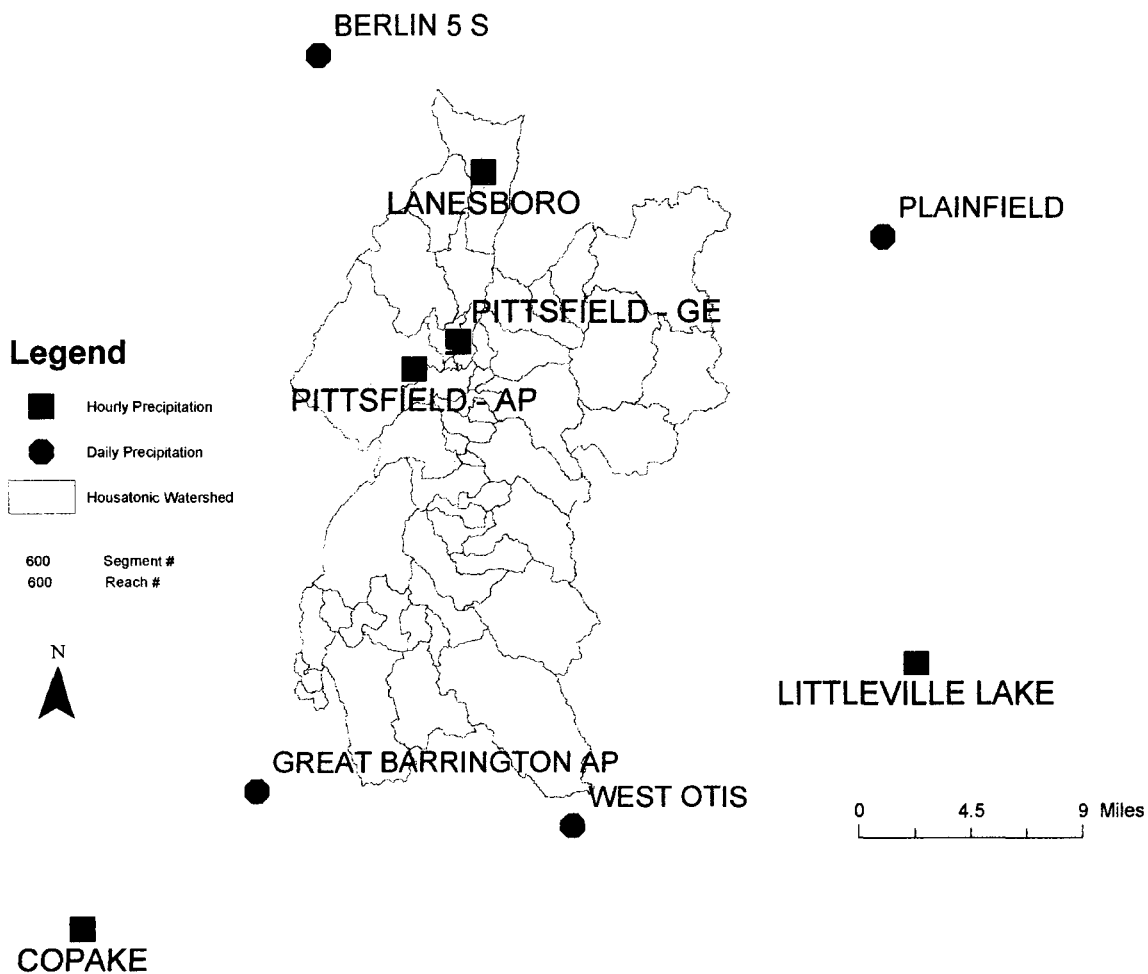 BERLIN 5 S
LANESBORO
PLAINFIELD
PITTSFIELD - GE
PITTSFIELD - AP
Legend
Hourly Precipitation
Daily Precipitation
Housatonic Watershed
600 Segment #
600 Reach #
N
LITTLEVILLE LAKE
GREAT BARRINGTON AP
WEST OTIS
0 4.5 9 Miles
COPAKE